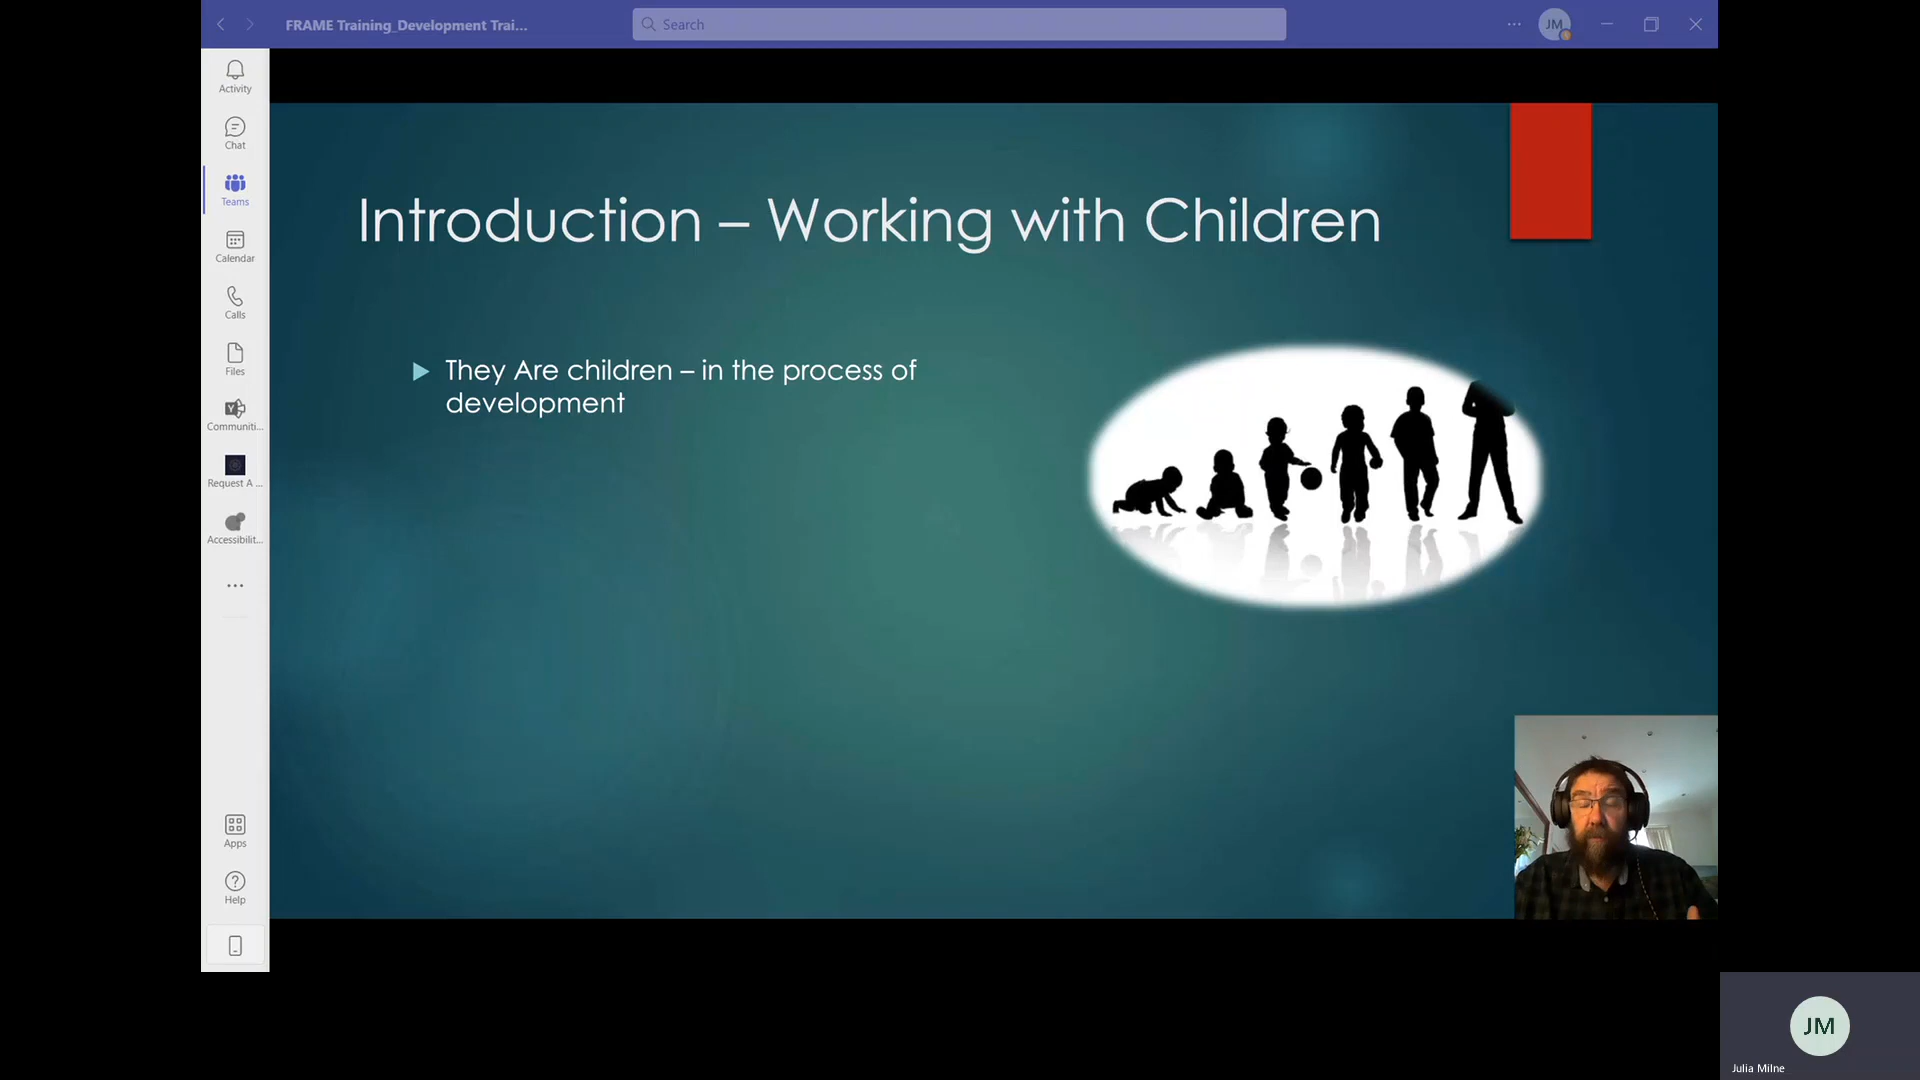 FRAME Training_Development Trai...
Search
JM
Activity
Chat
Teams
Calendar
Calls
Files
Communiti...
Request A ...
Accessibilit...
Apps
Help
Introduction – Working with Children
They Are children – in the process of
development
JM
Julia Milne